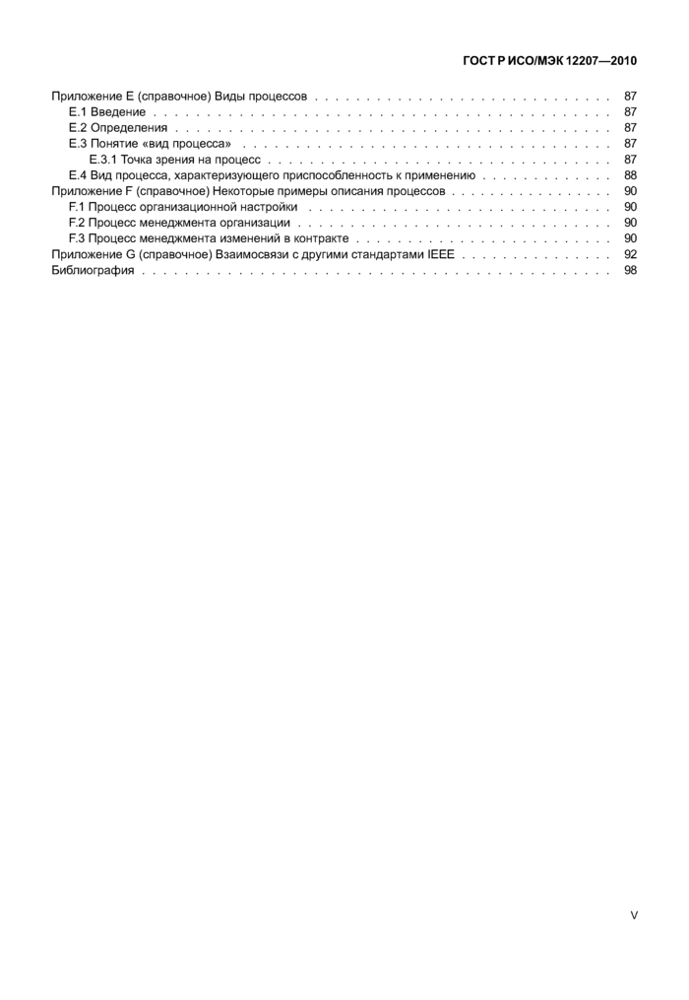 ГОСТ Р ИСО/МЭК 12207—2010
Приложение E (справочное) Виды процессов . . . . . . . . . . . . . . . . . . . . . . . . . . . . 87
E.1 Введение . . . . . . . . . . . . . . . . . . . . . . . . . . . . . . . . . . . . . . . . . . . 87
E.2 Определения . . . . . . . . . . . . . . . . . . . . . . . . . . . . . . . . . . . . . . . . . 87
E.3 Понятие «вид процесса» . . . . . . . . . . . . . . . . . . . . . . . . . . . . . . . . . . . 87
E.3.1 Точка зрения на процесс . . . . . . . . . . . . . . . . . . . . . . . . . . . . . . . . 87
E.4 Вид процесса, характеризующего приспособленность к применению . . . . . . . . . . . . 88
Приложение F (справочное) Некоторые примеры описания процессов . . . . . . . . . . . . . . . 90
F.1 Процесс организационной настройки . . . . . . . . . . . . . . . . . . . . . . . . . . . . 90
F.2 Процесс менеджмента организации . . . . . . . . . . . . . . . . . . . . . . . . . . . . . 90
F.3 Процесс менеджмента изменений в контракте . . . . . . . . . . . . . . . . . . . . . . . . 90
Приложение G (справочное) Взаимосвязи с другими стандартами IEEE . . . . . . . . . . . . . . 92
Библиография . . . . . . . . . . . . . . . . . . . . . . . . . . . . . . . . . . . . . . . . . . . . 98
V